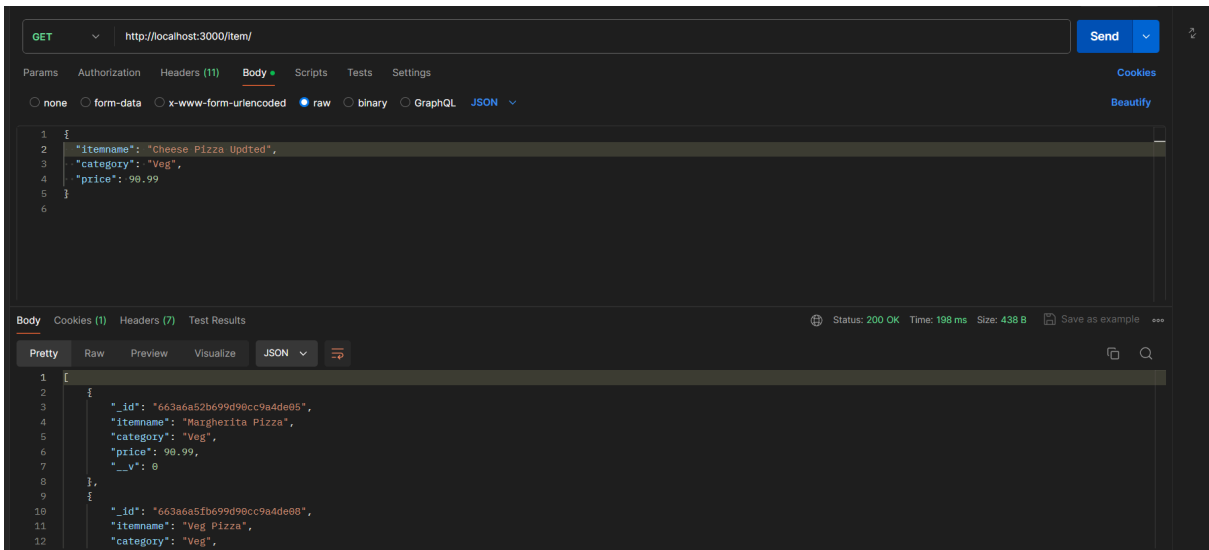 GET http://localhost:3000/item/ Send
Params Authorization Headers (11) Body Scripts Tests Settings Cookies
none form-data x-www-form-urlencoded raw binary GraphQL JSON Beautify
1 {
2 "itemname": "Cheese Pizza Updted",
3 "category": "Veg",
4 "price": 90.99
5 }
6
Body Cookies (1) Headers (7) Test Results Status: 200 OK Time: 198 ms Size: 438 B Save as example
Pretty Raw Preview Visualize JSON
1 [
2 {
3 "_id": "663a6a52b699d90cc9a4de05",
4 "itemname": "Margherita Pizza",
5 "category": "Veg",
6 "price": 90.99,
7 "__v": 0
8 },
9 {
10 "_id": "663a6a5fb699d90cc9a4de08",
11 "itemname": "Veg Pizza",
12 "category": "Veg",